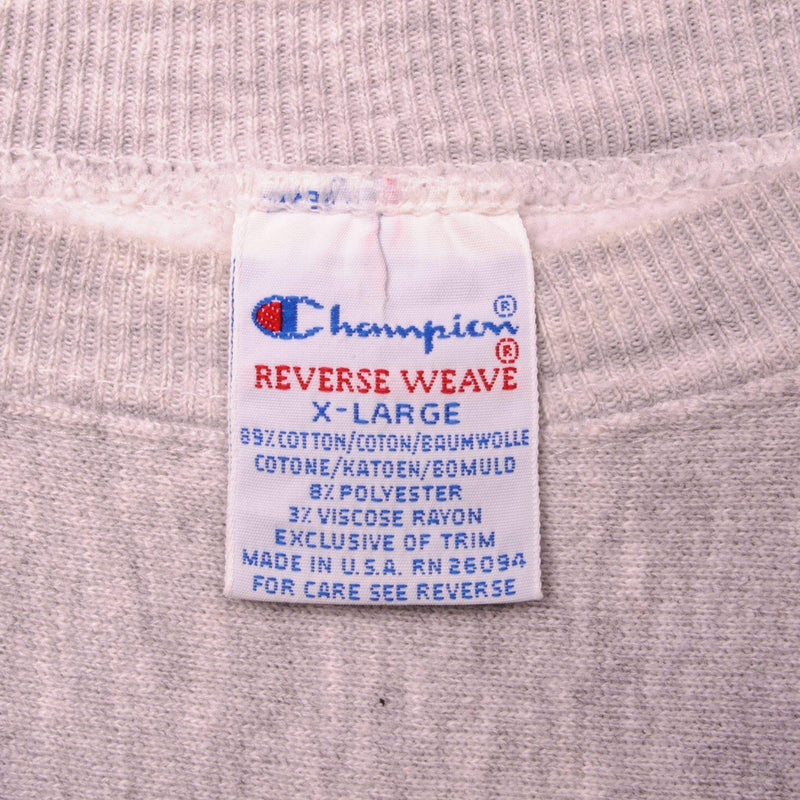 Champion®
REVERSE WEAVE®
X-LARGE
89% COTTON/COTON/BAUMWOLLE
COTONE/KATOEN/BOMULD
8% POLYESTER
3% VISCOSE RAYON
EXCLUSIVE OF TRIM
MADE IN U.S.A. RN 26094
FOR CARE SEE REVERSE